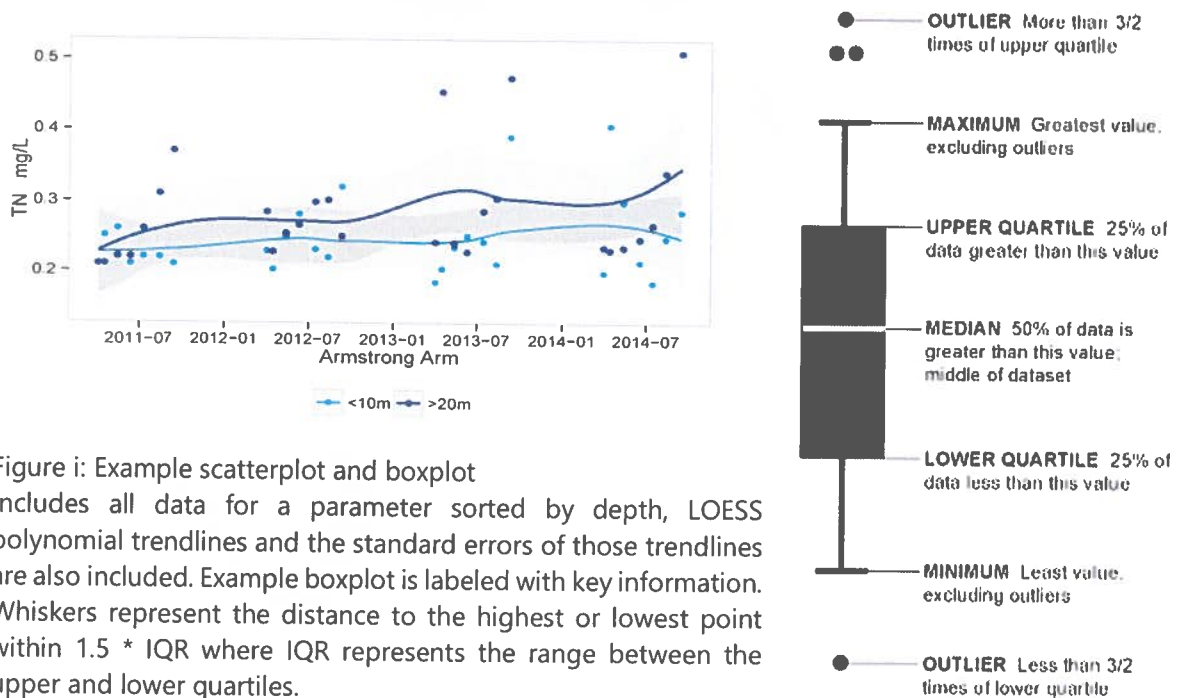 0.5
0.4
0.3
0.2
TN mg/L
2011-07 2012-01 2012-07 2013-01 2013-07 2014-01 2014-07
Armstrong Arm
<10m >20m
Figure i: Example scatterplot and boxplot
includes all data for a parameter sorted by depth, LOESS
polynomial trendlines and the standard errors of those trendlines
are also included. Example boxplot is labeled with key information.
Whiskers represent the distance to the highest or lowest point
within 1.5 * IQR where IQR represents the range between the
upper and lower quartiles.
OUTLIER More than 3/2
times of upper quartile
MAXIMUM Greatest value,
excluding outliers
UPPER QUARTILE 25% of
data greater than this value
MEDIAN 50% of data is
greater than this value;
middle of dataset
LOWER QUARTILE 25% of
data less than this value
MINIMUM Least value,
excluding outliers
OUTLIER Less than 3/2
times of lower quartile